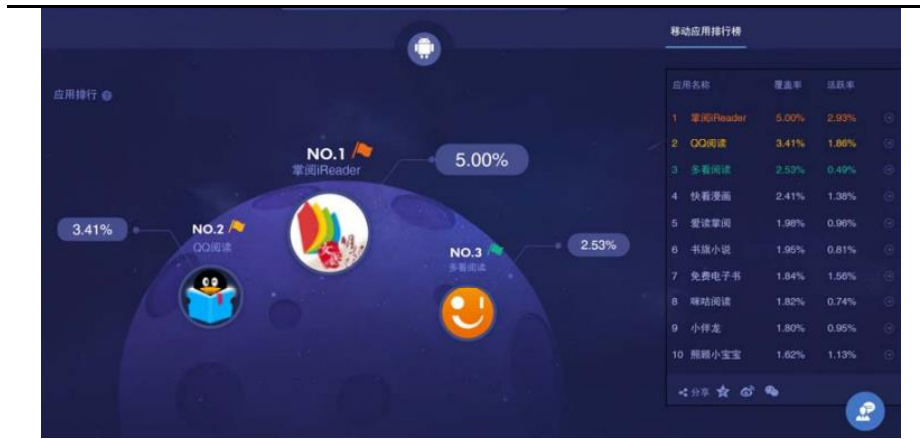 移动应用排行榜
应用排行
NO.1
掌阅iReader
5.00%
3.41%
NO.2
QQ阅读
NO.3
多看阅读
2.53%
应用名称 覆盖率 活跃率
1 掌阅iReader 5.00% 2.93%
2 QQ阅读 3.41% 1.86%
3 多看阅读 2.53% 0.49%
4 快看漫画 2.41% 1.38%
5 爱读掌阅 1.98% 0.96%
6 书旗小说 1.95% 0.81%
7 免费电子书 1.84% 1.56%
8 咪咕阅读 1.82% 0.74%
9 小伴龙 1.80% 0.95%
10 照顾小宝宝 1.62% 1.13%
分享